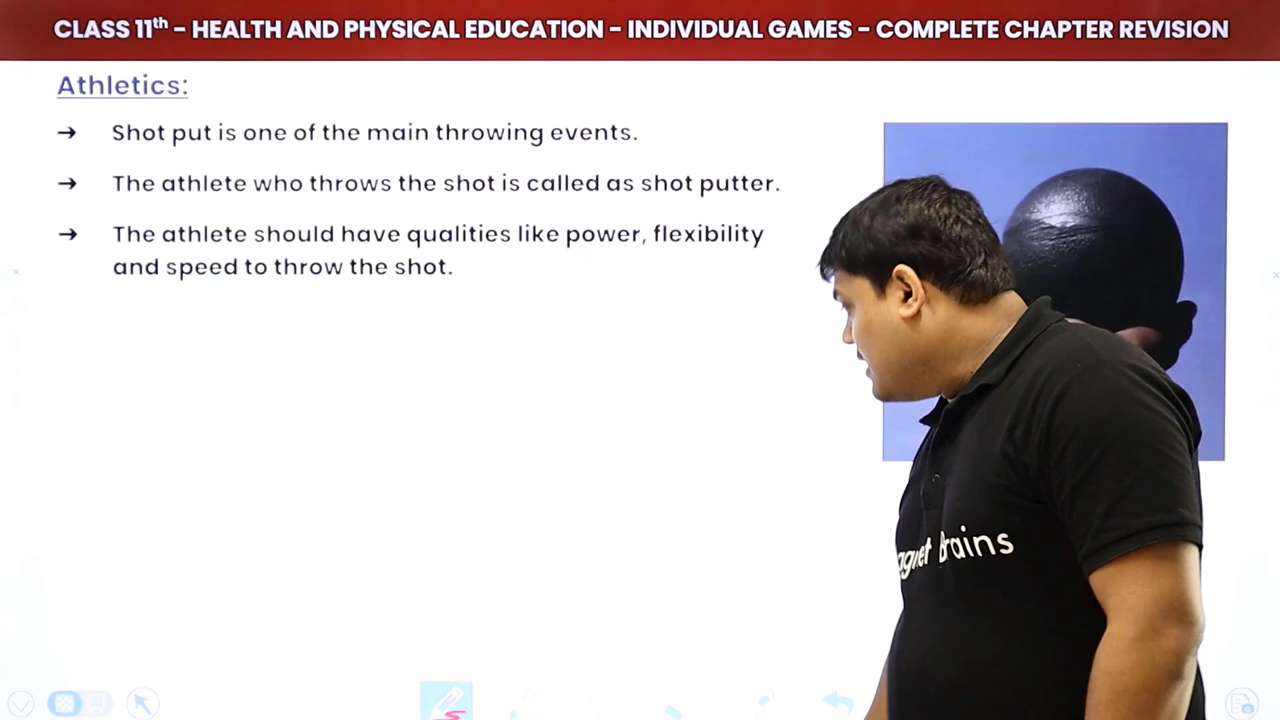 CLASS 11th – HEALTH AND PHYSICAL EDUCATION – INDIVIDUAL GAMES – COMPLETE CHAPTER REVISION
Athletics:
→ Shot put is one of the main throwing events.
→ The athlete who throws the shot is called as shot putter.
→ The athlete should have qualities like power, flexibility
and speed to throw the shot.
agnet Brains